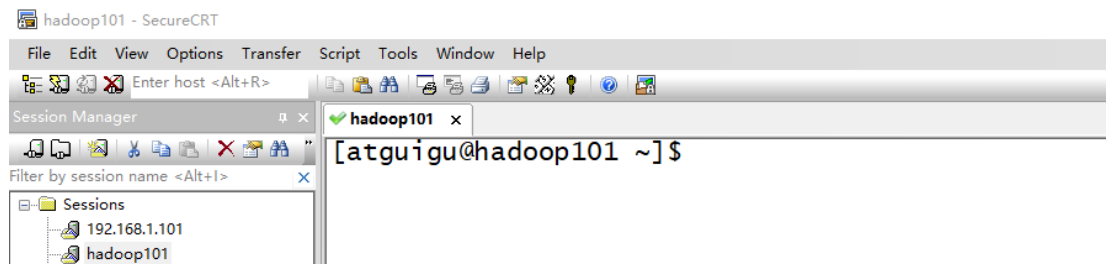 hadoop101 - SecureCRT
File Edit View Options Transfer Script Tools Window Help
Enter host <Alt+R>
Session Manager
hadoop101
[atguigu@hadoop101 ~]$
Filter by session name <Alt+I>
Sessions
192.168.1.101
hadoop101